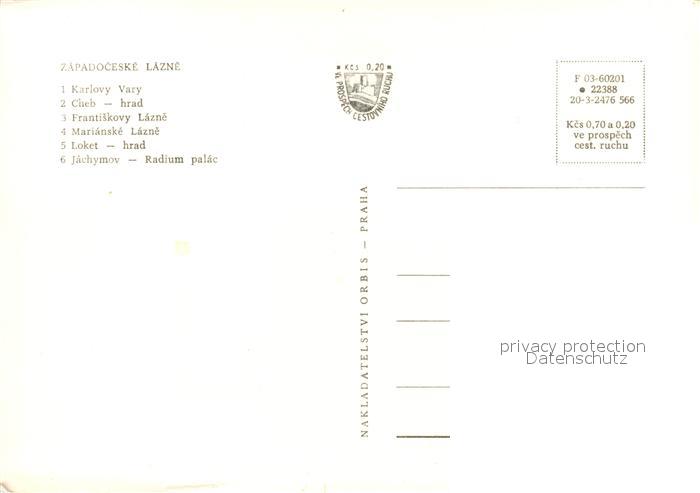 ZÁPADOČESKÉ LÁZNĚ
1 Karlovy Vary
2 Cheb — hrad
3 Františkovy Lázně
4 Mariánské Lázně
5 Loket — hrad
6 Jáchymov — Radium palác
Kčs 0,20
VE PROSPĚCH CESTOVNÍHO RUCHU
F 03-60201
● 22388
20-3-2476 566
Kčs 0,70 a 0,20
ve prospěch
cest. ruchu
NAKLADATELSTVÍ ORBIS — PRAHA
privacy protection
Datenschutz